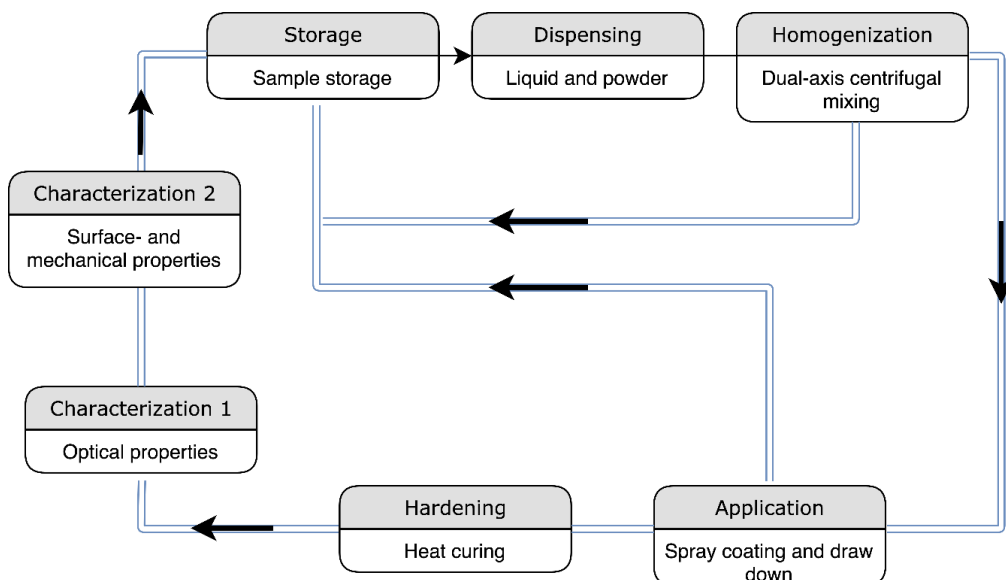 Storage
Sample storage
Dispensing
Liquid and powder
Homogenization
Dual-axis centrifugal
mixing
Characterization 2
Surface- and
mechanical properties
Characterization 1
Optical properties
Hardening
Heat curing
Application
Spray coating and draw
down